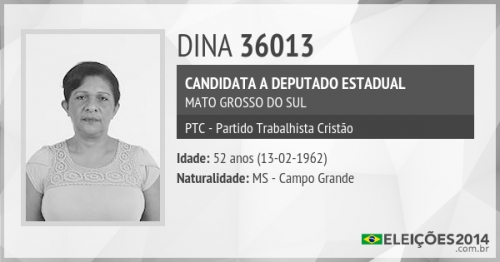 DINA 36013
CANDIDATA A DEPUTADO ESTADUAL
MATO GROSSO DO SUL
PTC - Partido Trabalhista Cristão
Idade: 52 anos (13-02-1962)
Naturalidade: MS - Campo Grande
ELEIÇÕES2014
.com.br